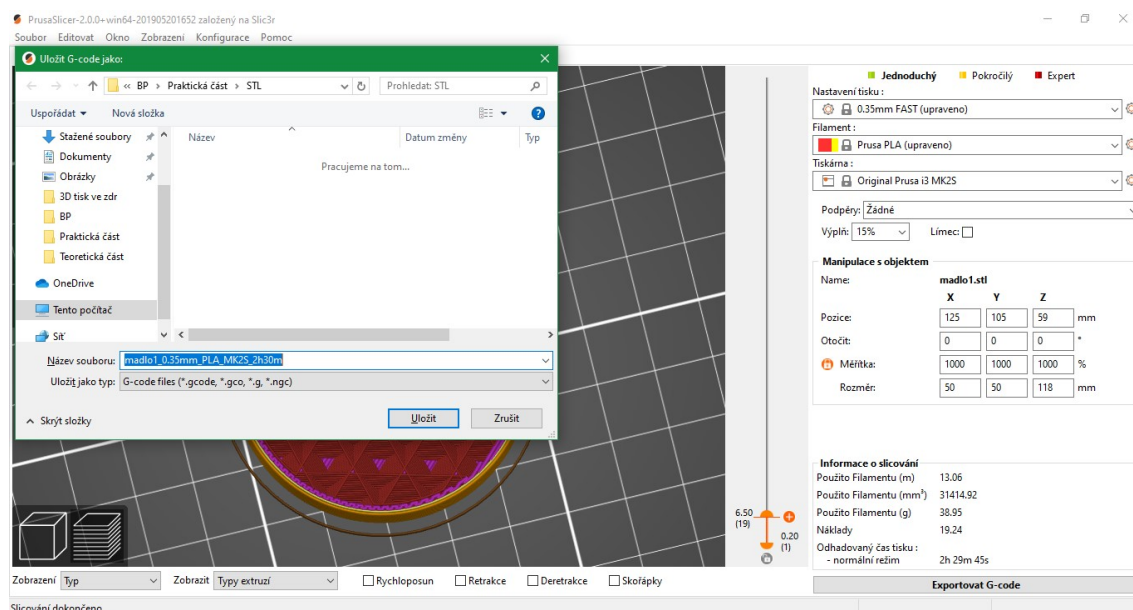 PrusaSlicer-2.0.0+win64-201905201652 založený na Slic3r
Soubor Editovat Okno Zobrazení Konfigurace Pomoc
Uložit G-code jako:
« BP › Praktická část › STL
Prohledat: STL
Uspořádat Nová složka
Stažené soubory
Dokumenty
Obrázky
3D tisk ve zdr
BP
Praktická část
Teoretická část
OneDrive
Tento počítač
Síť
Název Datum změny Typ
Pracujeme na tom...
Název souboru: madlo1_0.35mm_PLA_MK2S_2h30m
Uložit jako typ: G-code files (*.gcode, *.gco, *.g, *.ngc)
Skrýt složky Uložit Zrušit
Jednoduchý Pokročilý Expert
Nastavení tisku :
0.35mm FAST (upraveno)
Filament :
Prusa PLA (upraveno)
Tiskárna :
Original Prusa i3 MK2S
Podpěry: Žádné
Výplň: 15% Límec:
Manipulace s objektem
Name: madlo1.stl
X Y Z
Pozice: 125 105 59 mm
Otočit: 0 0 0 °
Měřítka: 1000 1000 1000 %
Rozměr: 50 50 118 mm
Informace o slicování
Použito Filamentu (m) 13.06
Použito Filamentu (mm³) 31414.92
Použito Filamentu (g) 38.95
Náklady 19.24
Odhadovaný čas tisku :
- normální režim 2h 29m 45s
6.50
(19)
0.20
(1)
Zobrazení Typ Zobrazit Typy extruzí Rychloposun Retrakce Deretrakce Skořápky
Exportovat G-code
Slicování dokončeno